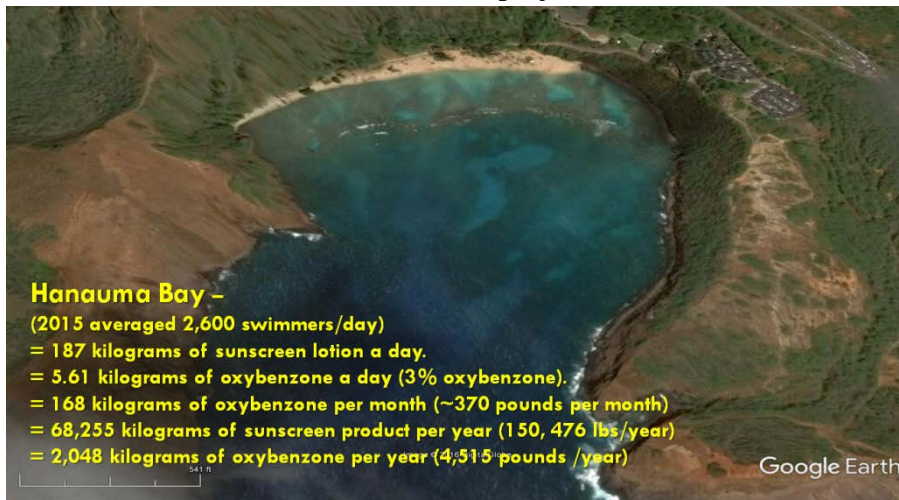 Hanauma Bay –
(2015 averaged 2,600 swimmers/day)
= 187 kilograms of sunscreen lotion a day.
= 5.61 kilograms of oxybenzone a day (3% oxybenzone).
= 168 kilograms of oxybenzone per month (~370 pounds per month)
= 68,255 kilograms of sunscreen product per year (150, 476 lbs/year)
= 2,048 kilograms of oxybenzone per year (4,515 pounds /year)
541 ft
Google Earth